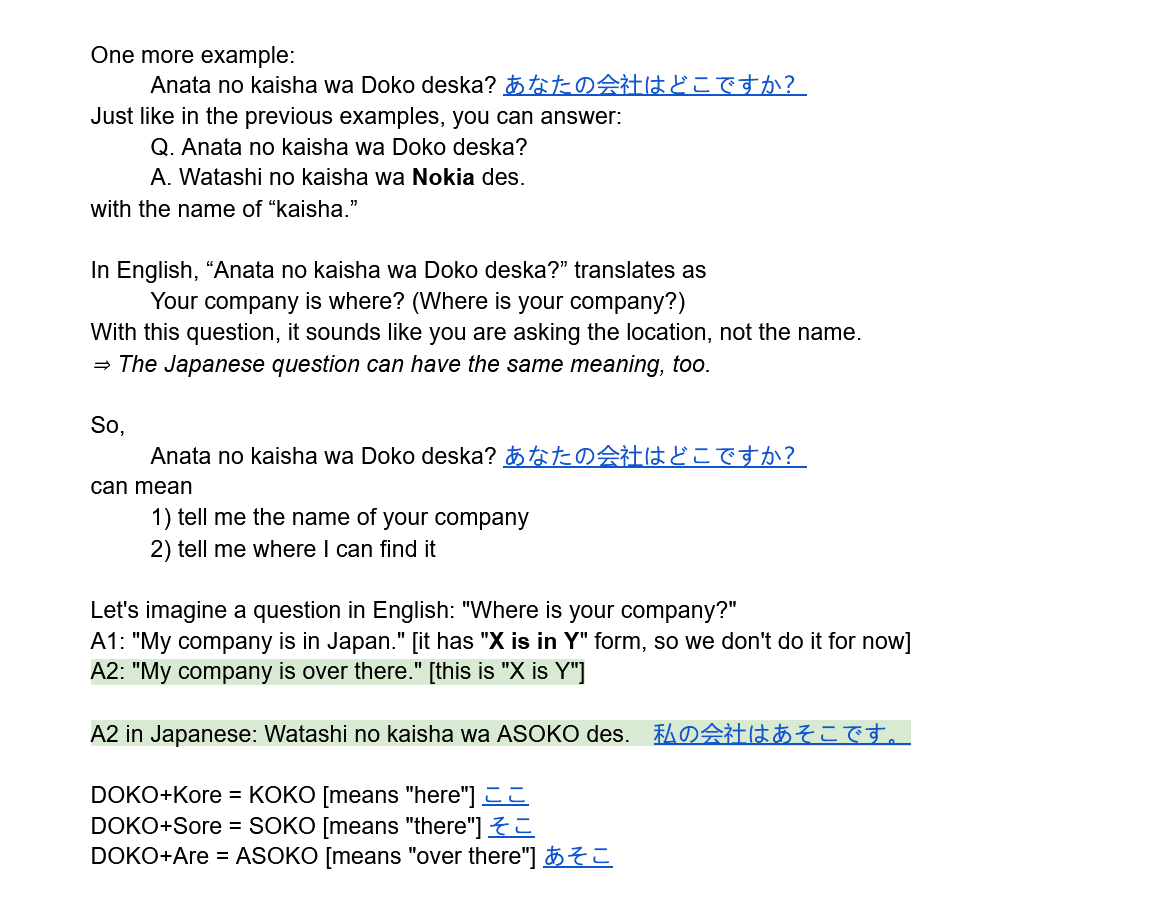 One more example:
Anata no kaisha wa Doko deska? あなたの会社はどこですか？
Just like in the previous examples, you can answer:
Q. Anata no kaisha wa Doko deska?
A. Watashi no kaisha wa Nokia des.
with the name of “kaisha.”
In English, “Anata no kaisha wa Doko deska?” translates as
Your company is where? (Where is your company?)
With this question, it sounds like you are asking the location, not the name.
⇒ The Japanese question can have the same meaning, too.
So,
Anata no kaisha wa Doko deska? あなたの会社はどこですか？
can mean
1) tell me the name of your company
2) tell me where I can find it
Let's imagine a question in English: "Where is your company?"
A1: "My company is in Japan." [it has "X is in Y" form, so we don't do it for now]
A2: "My company is over there." [this is "X is Y"]
A2 in Japanese: Watashi no kaisha wa ASOKO des. 私の会社はあそこです。
DOKO+Kore = KOKO [means "here"] ここ
DOKO+Sore = SOKO [means "there"] そこ
DOKO+Are = ASOKO [means "over there"] あそこ